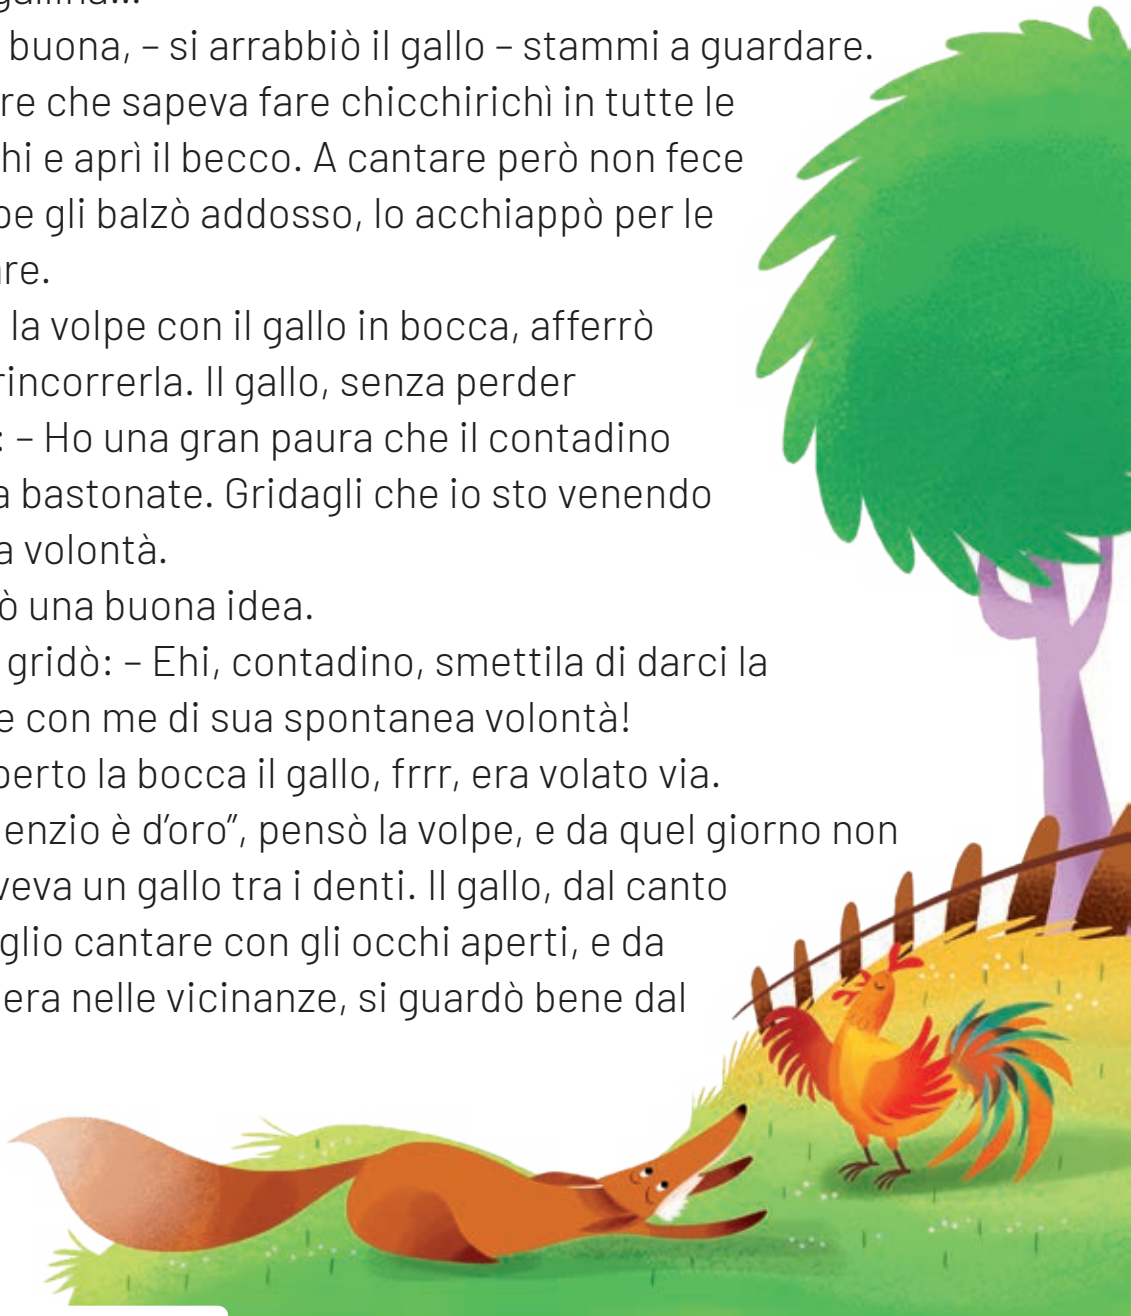 gallina...
buona, – si arrabbiò il gallo – stammi a guardare.
re che sapeva fare chicchirichì in tutte le
hi e aprì il becco. A cantare però non fece
pe gli balzò addosso, lo acchiappò per le
are.
la volpe con il gallo in bocca, afferrò
rincorrerla. Il gallo, senza perder
: – Ho una gran paura che il contadino
a bastonate. Gridagli che io sto venendo
a volontà.
ò una buona idea.
gridò: – Ehi, contadino, smettila di darci la
e con me di sua spontanea volontà!
perto la bocca il gallo, frrr, era volato via.
enzio è d’oro”, pensò la volpe, e da quel giorno non
veva un gallo tra i denti. Il gallo, dal canto
glio cantare con gli occhi aperti, e da
era nelle vicinanze, si guardò bene dal